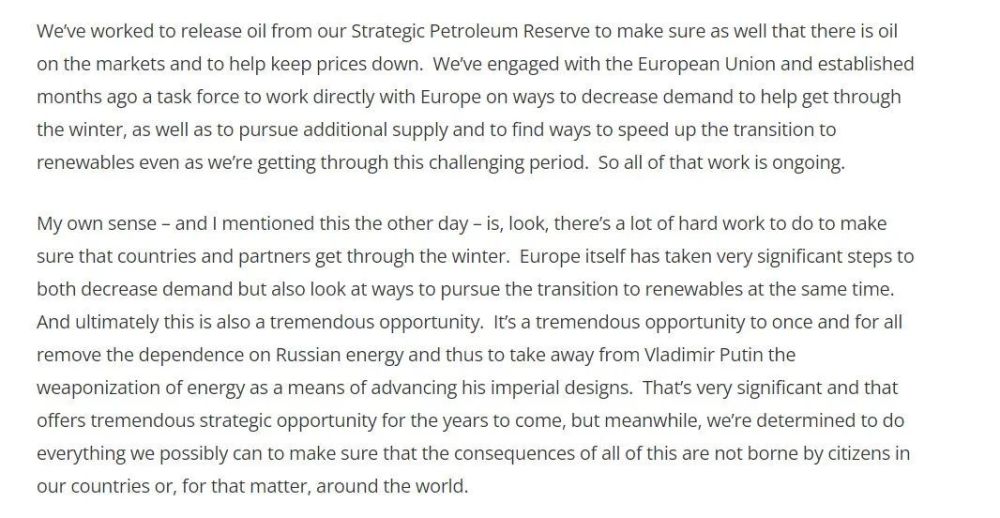 We’ve worked to release oil from our Strategic Petroleum Reserve to make sure as well that there is oil
on the markets and to help keep prices down.  We’ve engaged with the European Union and established
months ago a task force to work directly with Europe on ways to decrease demand to help get through
the winter, as well as to pursue additional supply and to find ways to speed up the transition to
renewables even as we’re getting through this challenging period.  So all of that work is ongoing.
My own sense – and I mentioned this the other day – is, look, there’s a lot of hard work to do to make
sure that countries and partners get through the winter.  Europe itself has taken very significant steps to
both decrease demand but also look at ways to pursue the transition to renewables at the same time.
And ultimately this is also a tremendous opportunity.  It’s a tremendous opportunity to once and for all
remove the dependence on Russian energy and thus to take away from Vladimir Putin the
weaponization of energy as a means of advancing his imperial designs.  That’s very significant and that
offers tremendous strategic opportunity for the years to come, but meanwhile, we’re determined to do
everything we possibly can to make sure that the consequences of all of this are not borne by citizens in
our countries or, for that matter, around the world.